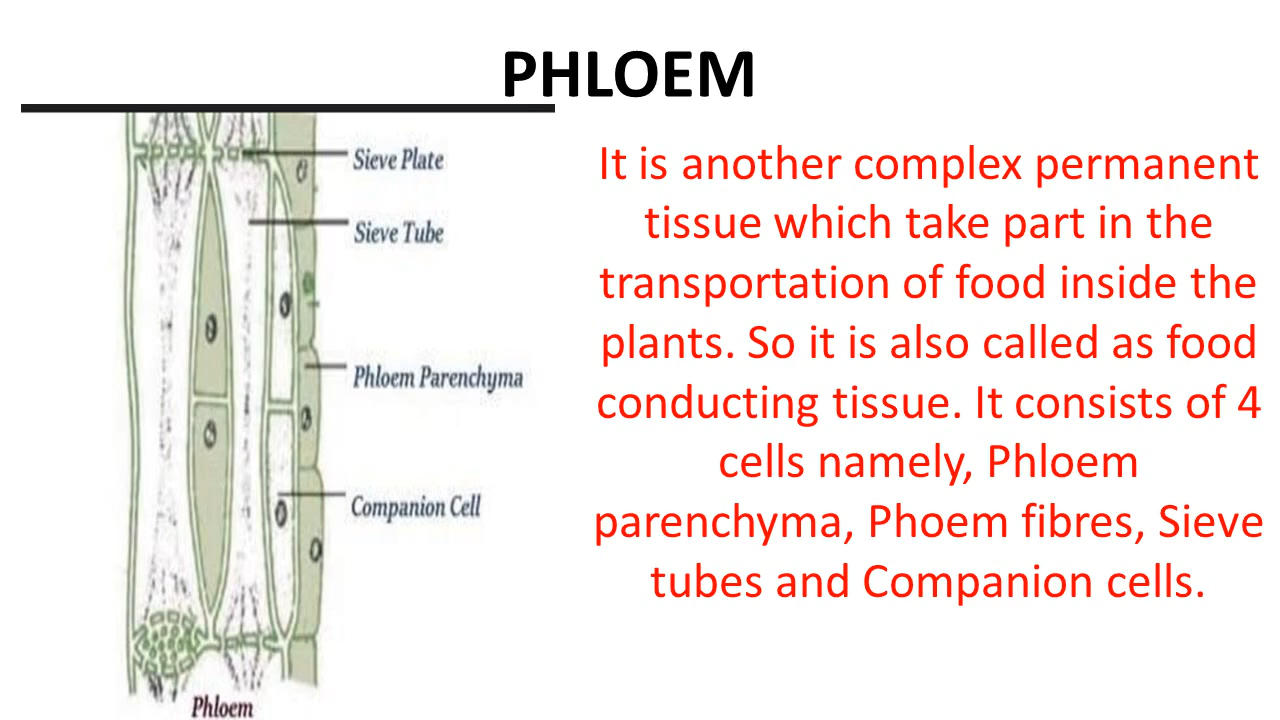 PHLOEM
Sieve Plate
Sieve Tube
Phloem Parenchyma
Companion Cell
Phloem
It is another complex permanent
tissue which take part in the
transportation of food inside the
plants. So it is also called as food
conducting tissue. It consists of 4
cells namely, Phloem
parenchyma, Phoem fibres, Sieve
tubes and Companion cells.